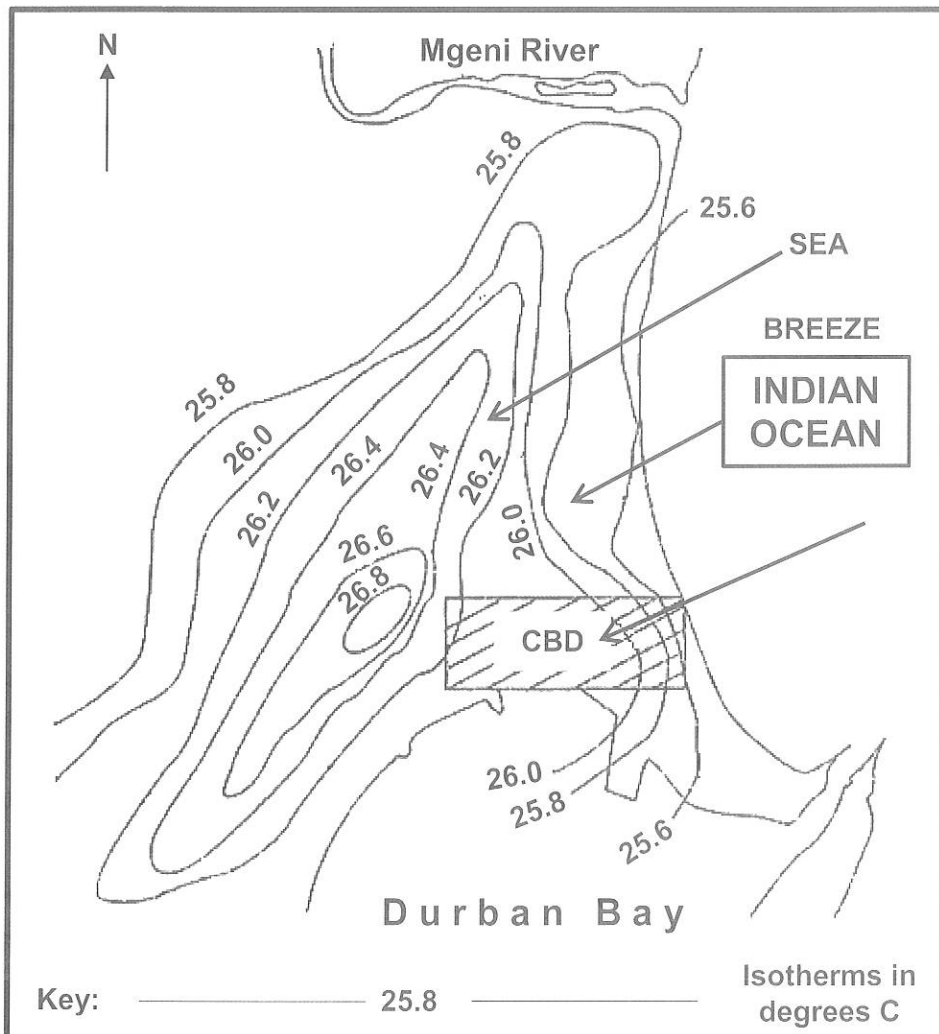 N
Mgeni River
25.8
25.6
SEA
BREEZE
INDIAN
OCEAN
25.8
26.0
26.2
26.4
26.4
26.2
26.0
26.6
26.8
CBD
26.0
25.8
25.6
Durban Bay
Key: 25.8 Isotherms in
degrees C